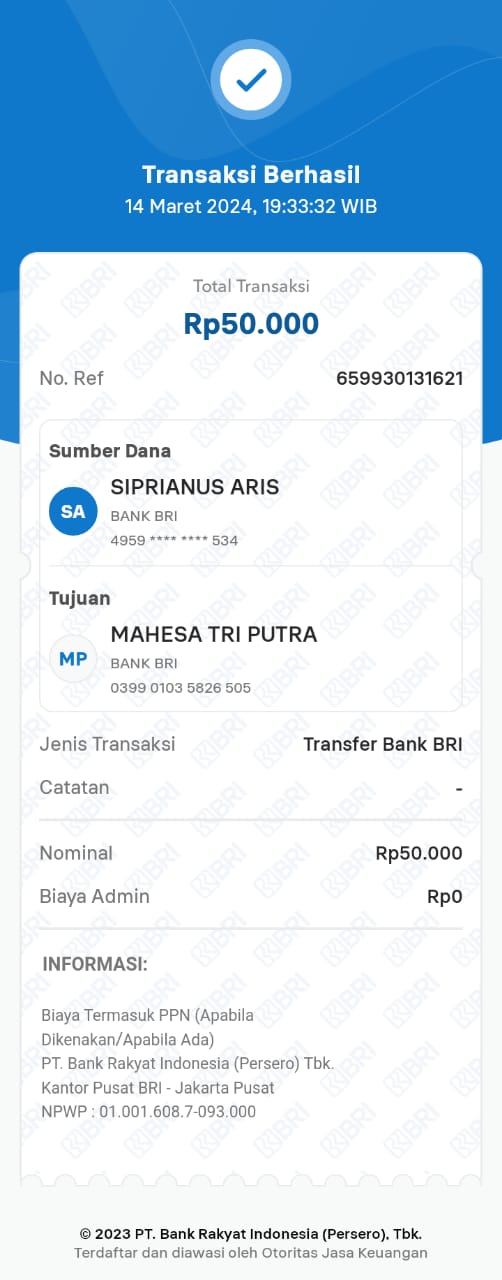 Transaksi Berhasil
14 Maret 2024, 19:33:32 WIB
Total Transaksi
Rp50.000
No. Ref 659930131621
Sumber Dana
SA
SIPRIANUS ARIS
BANK BRI
4959 **** **** 534
Tujuan
MP
MAHESA TRI PUTRA
BANK BRI
0399 0103 5826 505
Jenis Transaksi Transfer Bank BRI
Catatan -
Nominal Rp50.000
Biaya Admin Rp0
INFORMASI:
Biaya Termasuk PPN (Apabila
Dikenakan/Apabila Ada)
PT. Bank Rakyat Indonesia (Persero) Tbk.
Kantor Pusat BRI - Jakarta Pusat
NPWP : 01.001.608.7-093.000
© 2023 PT. Bank Rakyat Indonesia (Persero), Tbk.
Terdaftar dan diawasi oleh Otoritas Jasa Keuangan